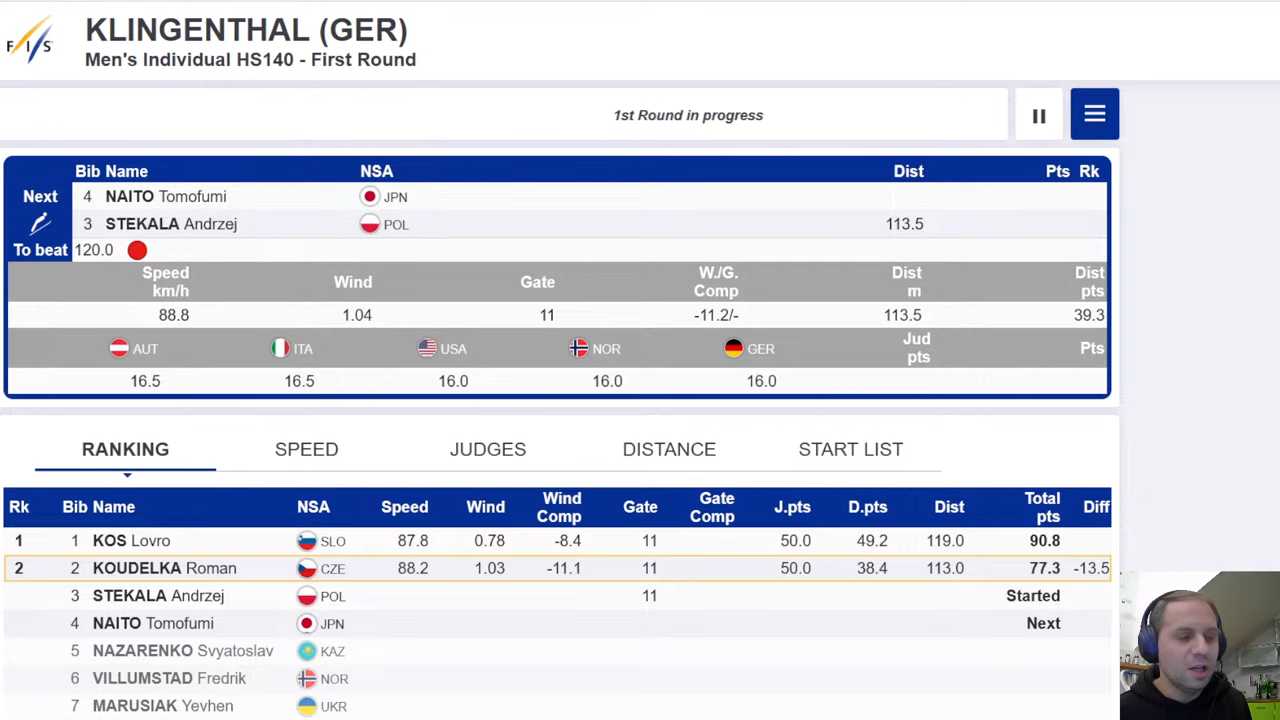 FIS
KLINGENTHAL (GER)
Men's Individual HS140 - First Round
1st Round in progress
Bib Name NSA Dist Pts Rk
Next 4 NAITO Tomofumi JPN
3 STEKALA Andrzej POL 113.5
To beat 120.0
Speed km/h Wind Gate W./G. Comp Dist m Dist pts
88.8 1.04 11 -11.2/- 113.5 39.3
AUT ITA USA NOR GER Jud pts Pts
16.5 16.5 16.0 16.0 16.0
RANKING SPEED JUDGES DISTANCE START LIST
Rk Bib Name NSA Speed Wind Wind Comp Gate Gate Comp J.pts D.pts Dist Total pts Diff
1 1 KOS Lovro SLO 87.8 0.78 -8.4 11 50.0 49.2 119.0 90.8
2 2 KOUDELKA Roman CZE 88.2 1.03 -11.1 11 50.0 38.4 113.0 77.3 -13.5
3 STEKALA Andrzej POL 11 Started
4 NAITO Tomofumi JPN Next
5 NAZARENKO Svyatoslav KAZ
6 VILLUMSTAD Fredrik NOR
7 MARUSIAK Yevhen UKR